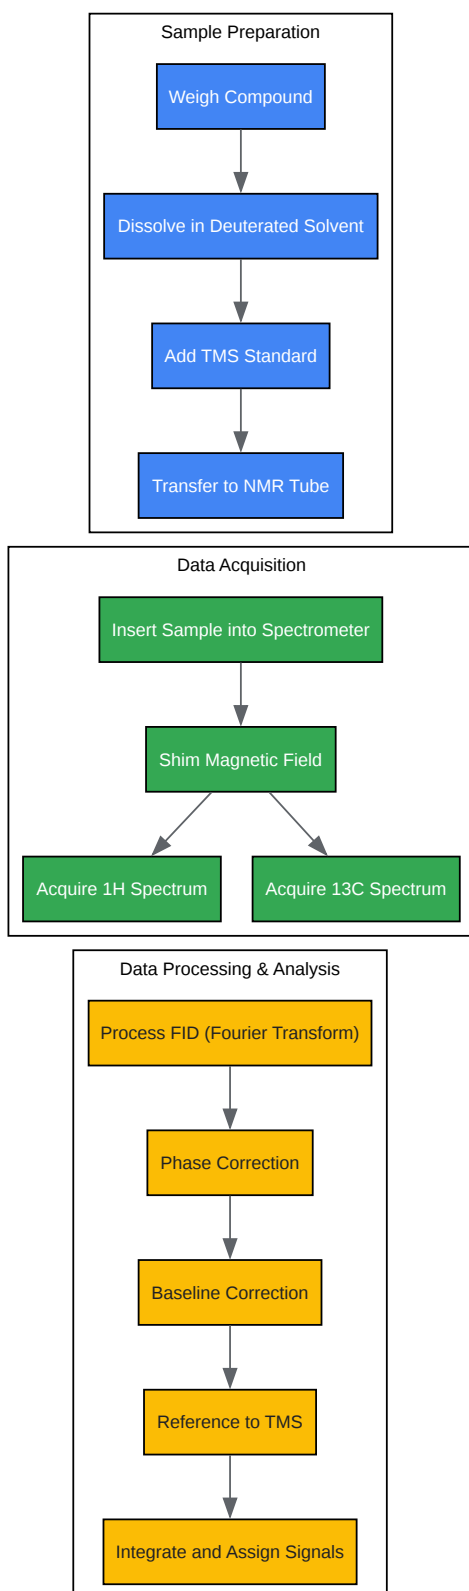 Sample Preparation
Weigh Compound
Dissolve in Deuterated Solvent
Add TMS Standard
Transfer to NMR Tube
Data Acquisition
Insert Sample into Spectrometer
Shim Magnetic Field
Acquire 1H Spectrum
Acquire 13C Spectrum
Data Processing & Analysis
Process FID (Fourier Transform)
Phase Correction
Baseline Correction
Reference to TMS
Integrate and Assign Signals